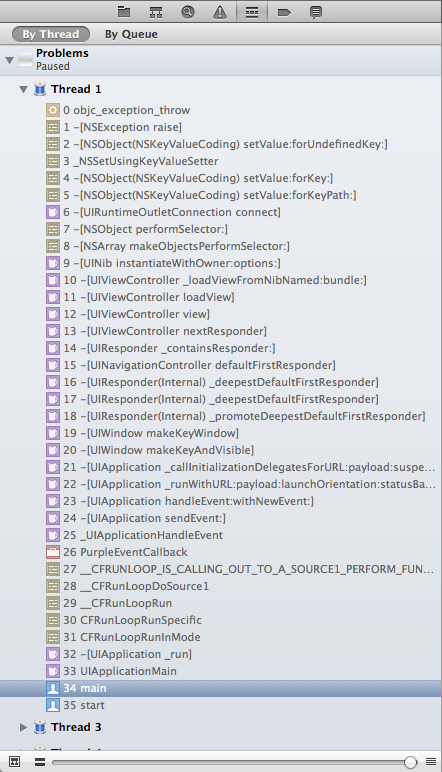 By Thread By Queue
Problems
Paused
Thread 1
0 objc_exception_throw
1 -[NSException raise]
2 -[NSObject(NSKeyValueCoding) setValue:forUndefinedKey:]
3 _NSSetUsingKeyValueSetter
4 -[NSObject(NSKeyValueCoding) setValue:forKey:]
5 -[NSObject(NSKeyValueCoding) setValue:forKeyPath:]
6 -[UIRuntimeOutletConnection connect]
7 -[NSObject performSelector:]
8 -[NSArray makeObjectsPerformSelector:]
9 -[UINib instantiateWithOwner:options:]
10 -[UIViewController _loadViewFromNibNamed:bundle:]
11 -[UIViewController loadView]
12 -[UIViewController view]
13 -[UIViewController nextResponder]
14 -[UIResponder _containsResponder:]
15 -[UINavigationController defaultFirstResponder]
16 -[UIResponder(Internal) _deepestDefaultFirstResponder]
17 -[UIResponder(Internal) _deepestDefaultFirstResponder]
18 -[UIResponder(Internal) _promoteDeepestDefaultFirstResponder]
19 -[UIWindow makeKeyWindow]
20 -[UIWindow makeKeyAndVisible]
21 -[UIApplication _callInitializationDelegatesForURL:payload:suspe...
22 -[UIApplication _runWithURL:payload:launchOrientation:statusBa...
23 -[UIApplication handleEvent:withNewEvent:]
24 -[UIApplication sendEvent:]
25 _UIApplicationHandleEvent
26 PurpleEventCallback
27 __CFRUNLOOP_IS_CALLING_OUT_TO_A_SOURCE1_PERFORM_FUN...
28 __CFRunLoopDoSource1
29 __CFRunLoopRun
30 CFRunLoopRunSpecific
31 CFRunLoopRunInMode
32 -[UIApplication _run]
33 UIApplicationMain
34 main
35 start
Thread 3